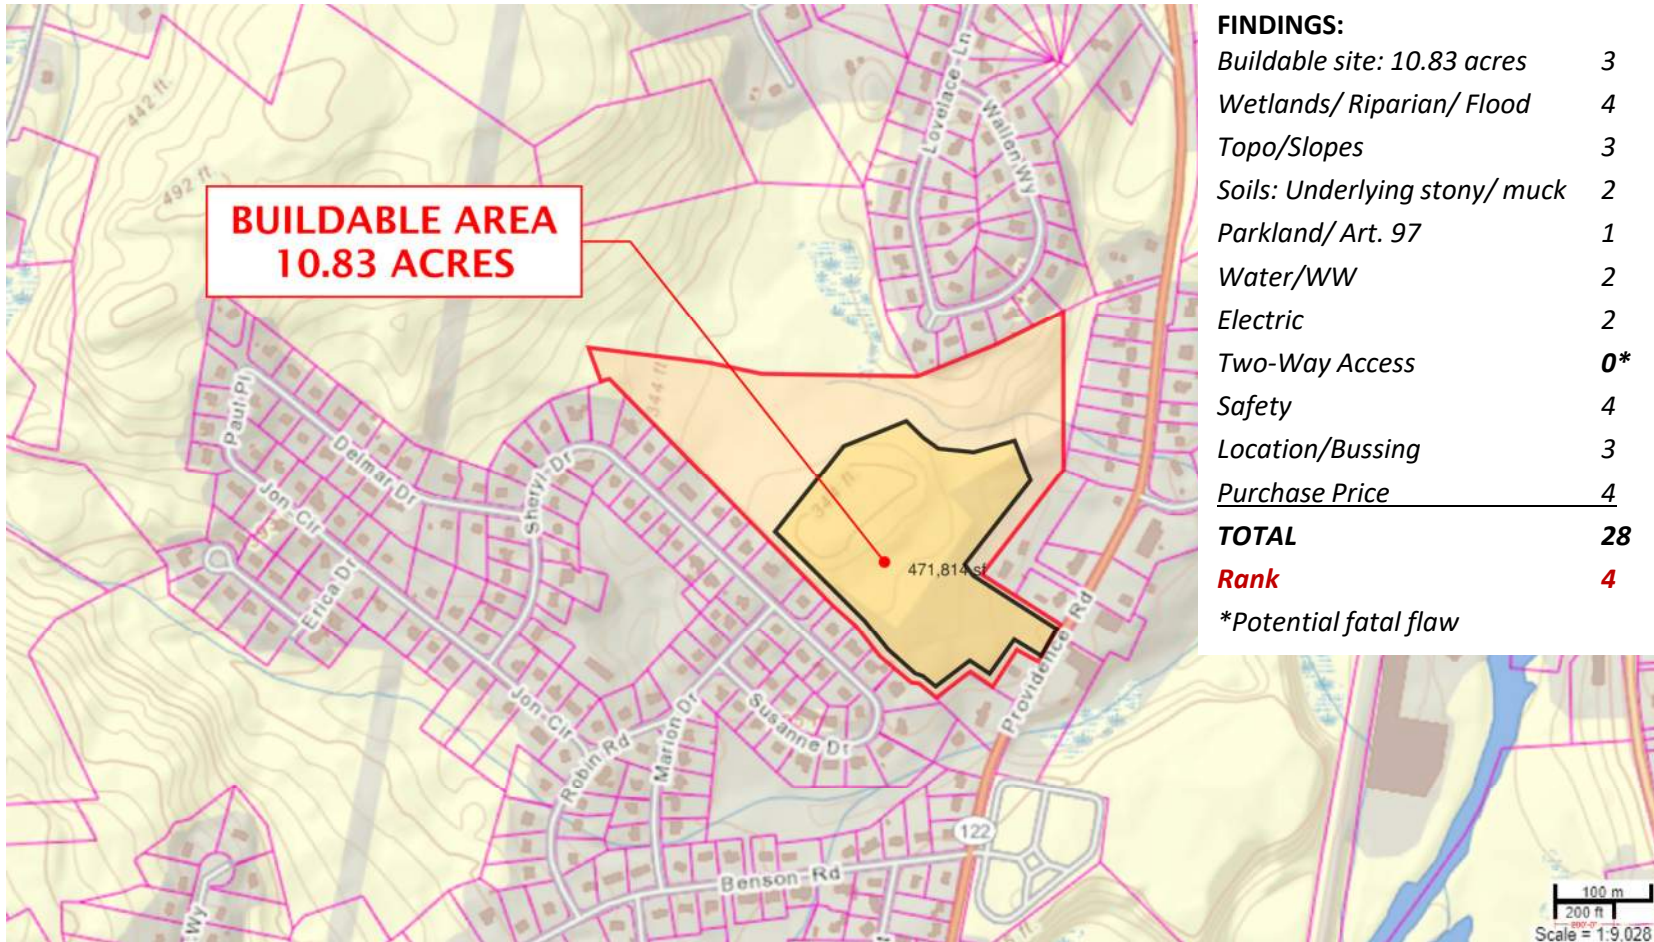 FINDINGS:
Buildable site: 10.83 acres 3
Wetlands/ Riparian/ Flood 4
Topo/Slopes 3
Soils: Underlying stony/ muck 2
Parkland/ Art. 97 1
Water/WW 2
Electric 2
Two-Way Access 0*
Safety 4
Location/Bussing 3
Purchase Price 4
TOTAL 28
Rank 4
*Potential fatal flaw
BUILDABLE AREA
10.83 ACRES
442 ft.
492 ft.
Lovelace Ln
Wallen Wy
344 ft.
344 ft.
471,814 sf
Paul Pl
Delmar Dr
Sheryl Dr
Jon Cir
Erica Dr
Jon Cir
Robin Rd
Marion Dr
Susanne Dr
Providence Rd
122
Benson Rd
Wy
100 m
200 ft
Scale = 1:9,028